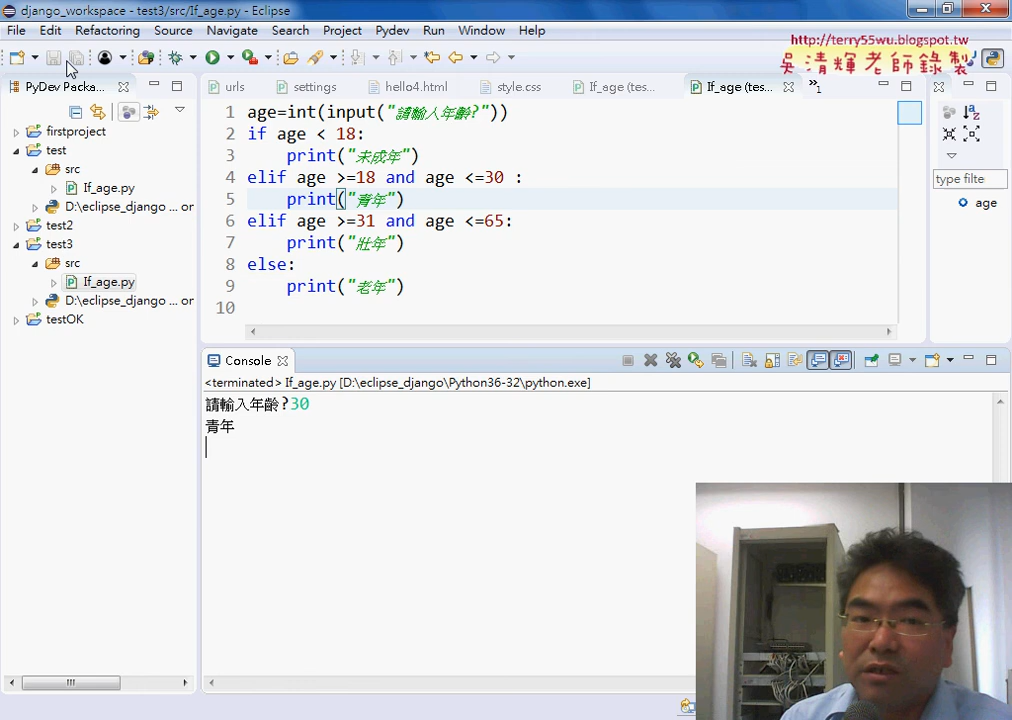 django_workspace - test3/src/If_age.py - Eclipse
File Edit Refactoring Source Navigate Search Project Pydev Run Window Help
http://terry55wu.blogspot.tw
吳清輝老師錄製
PyDev Packa...
urls settings hello4.html style.css If_age (tes... If_age (tes... »1
firstproject
test
src
If_age.py
D:\eclipse_django ... or
test2
test3
src
If_age.py
D:\eclipse_django ... or
testOK
1 age=int(input("請輸入年齡?"))
2 if age < 18:
3 print("未成年")
4 elif age >=18 and age <=30 :
5 print("青年")
6 elif age >=31 and age <=65:
7 print("壯年")
8 else:
9 print("老年")
10
type filte
age
Console
<terminated> If_age.py [D:\eclipse_django\Python36-32\python.exe]
請輸入年齡?30
青年